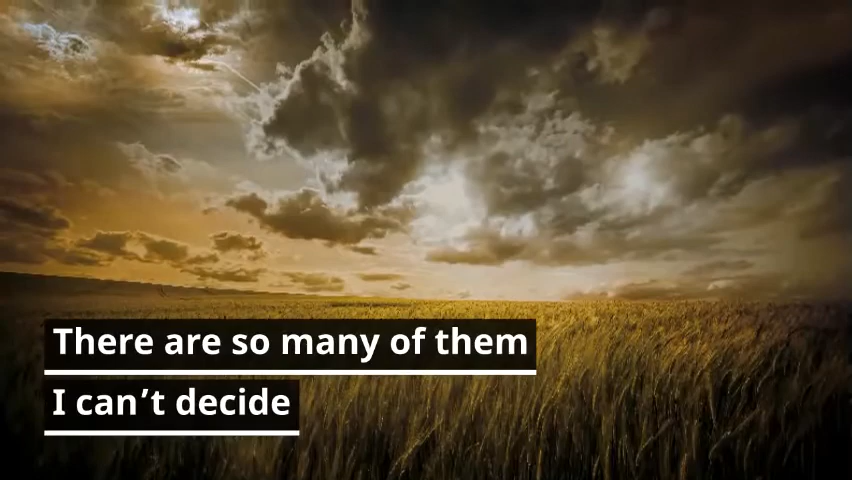 There are so many of them
I can’t decide